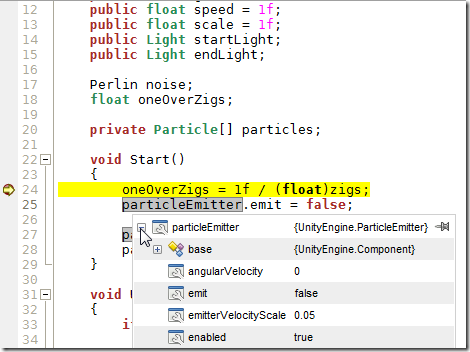 12 public float speed = 1f;
13 public float scale = 1f;
14 public Light startLight;
15 public Light endLight;
16
17 Perlin noise;
18 float oneOverZigs;
19
20 private Particle[] particles;
21
22 void Start()
23 {
24 oneOverZigs = 1f / (float)zigs;
25 particleEmitter.emit = false;
26
particleEmitter {UnityEngine.ParticleEmitter}
27 pa
base {UnityEngine.Component}
28 pa
29 }
angularVelocity 0
30
emit false
31 void U
32 {
emitterVelocityScale 0.05
33 i
enabled true
34